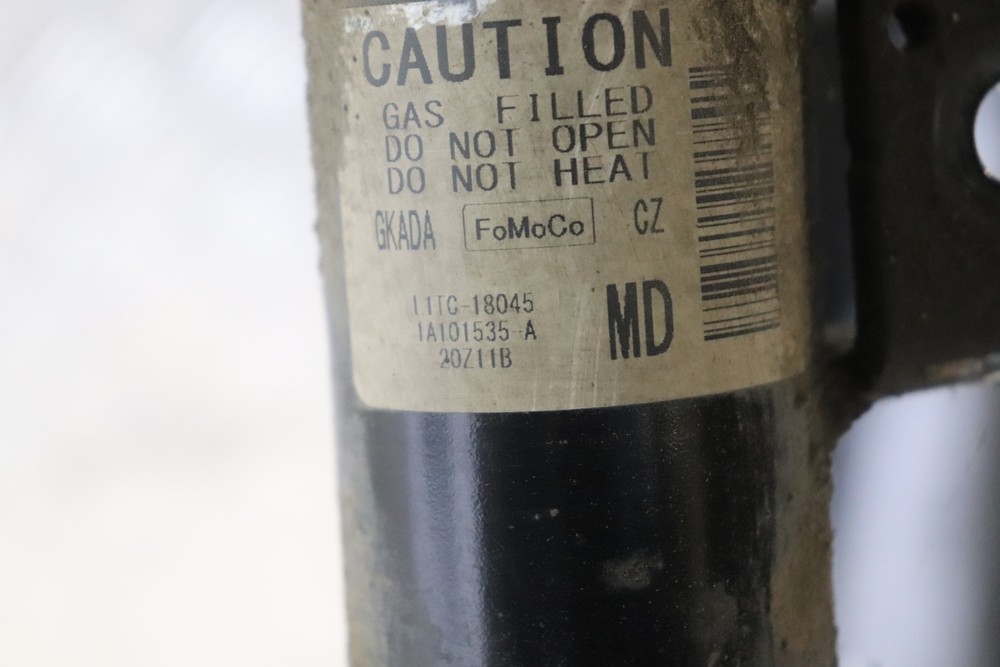 CAUTION
GAS FILLED
DO NOT OPEN
DO NOT HEAT
GKADA FoMoCo CZ
L1TC-18045
1A101535-A
20Z11B
MD